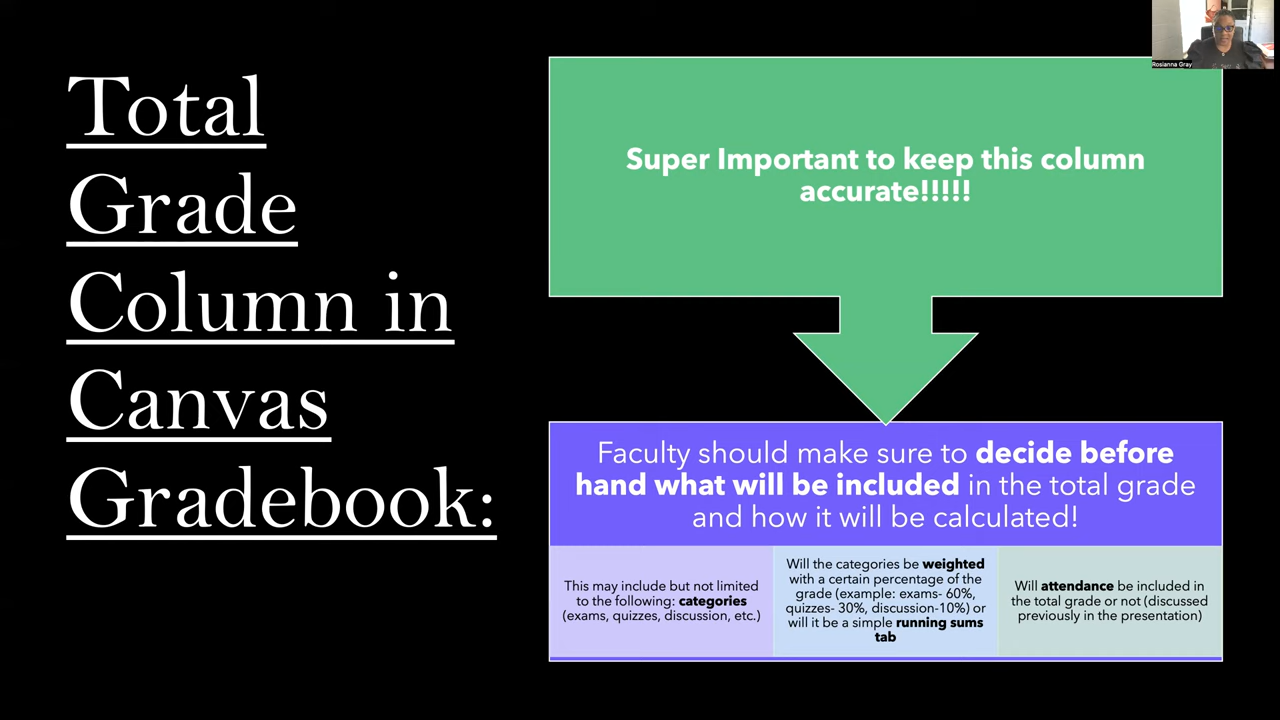 Total
Grade
Column in
Canvas
Gradebook:
Rosianna Gray
Super Important to keep this column
accurate!!!!!
Faculty should make sure to decide before
hand what will be included in the total grade
and how it will be calculated!
This may include but not limited
to the following: categories
(exams, quizzes, discussion, etc.)
Will the categories be weighted
with a certain percentage of the
grade (example: exams- 60%,
quizzes- 30%, discussion-10%) or
will it be a simple running sums
tab
Will attendance be included in
the total grade or not (discussed
previously in the presentation)